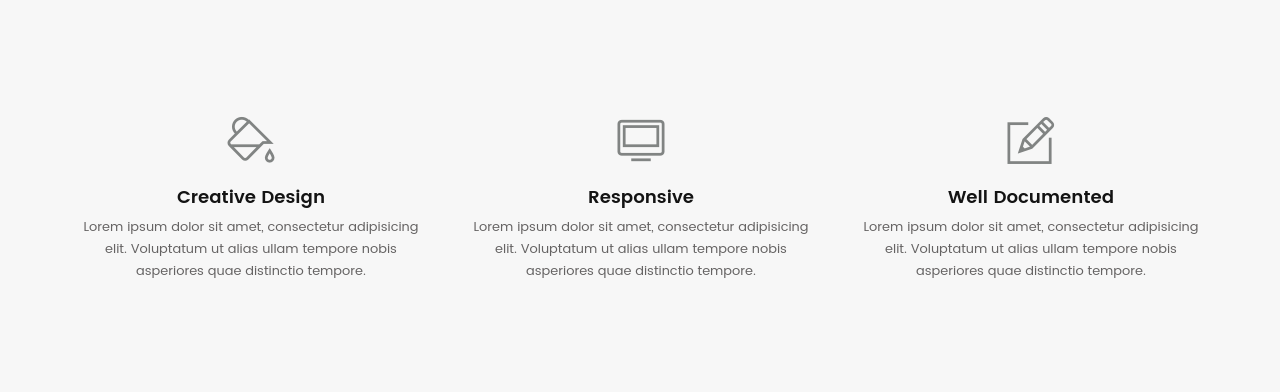 Creative Design
Lorem ipsum dolor sit amet, consectetur adipisicing
elit. Voluptatum ut alias ullam tempore nobis
asperiores quae distinctio tempore.
Responsive
Lorem ipsum dolor sit amet, consectetur adipisicing
elit. Voluptatum ut alias ullam tempore nobis
asperiores quae distinctio tempore.
Well Documented
Lorem ipsum dolor sit amet, consectetur adipisicing
elit. Voluptatum ut alias ullam tempore nobis
asperiores quae distinctio tempore.